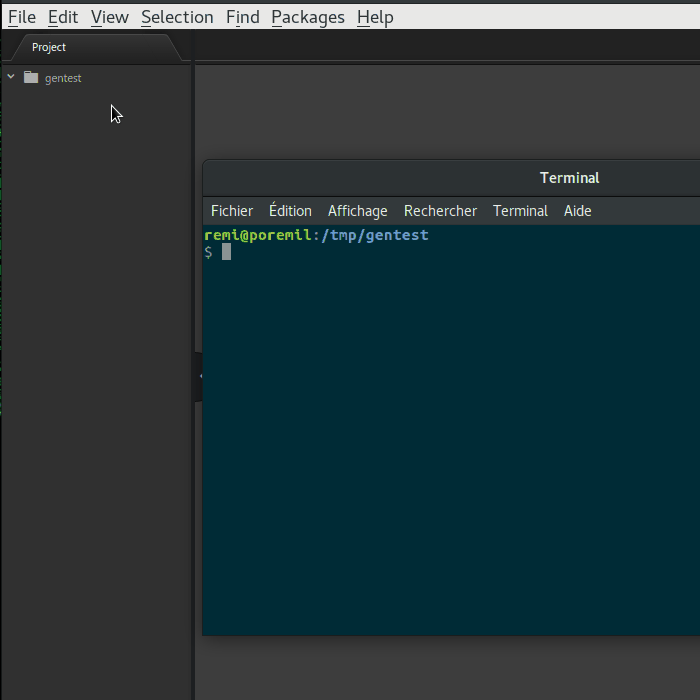 File Edit View Selection Find Packages Help
Project
gentest
Terminal
Fichier Édition Affichage Rechercher Terminal Aide
remi@poremil:/tmp/gentest
$